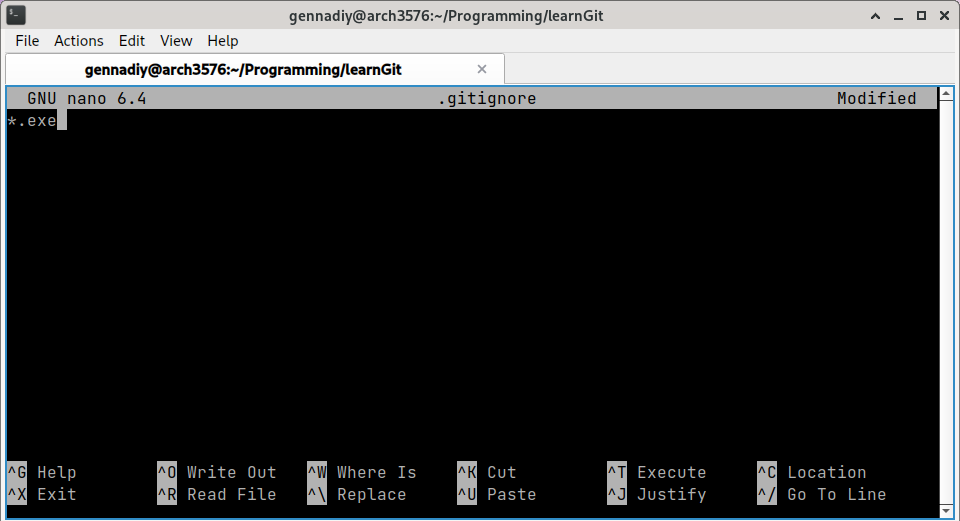 gennadiy@arch3576:~/Programming/learnGit
File Actions Edit View Help
gennadiy@arch3576:~/Programming/learnGit
GNU nano 6.4 .gitignore Modified
*.exe
^G Help ^O Write Out ^W Where Is ^K Cut ^T Execute ^C Location
^X Exit ^R Read File ^\ Replace ^U Paste ^J Justify ^/ Go To Line